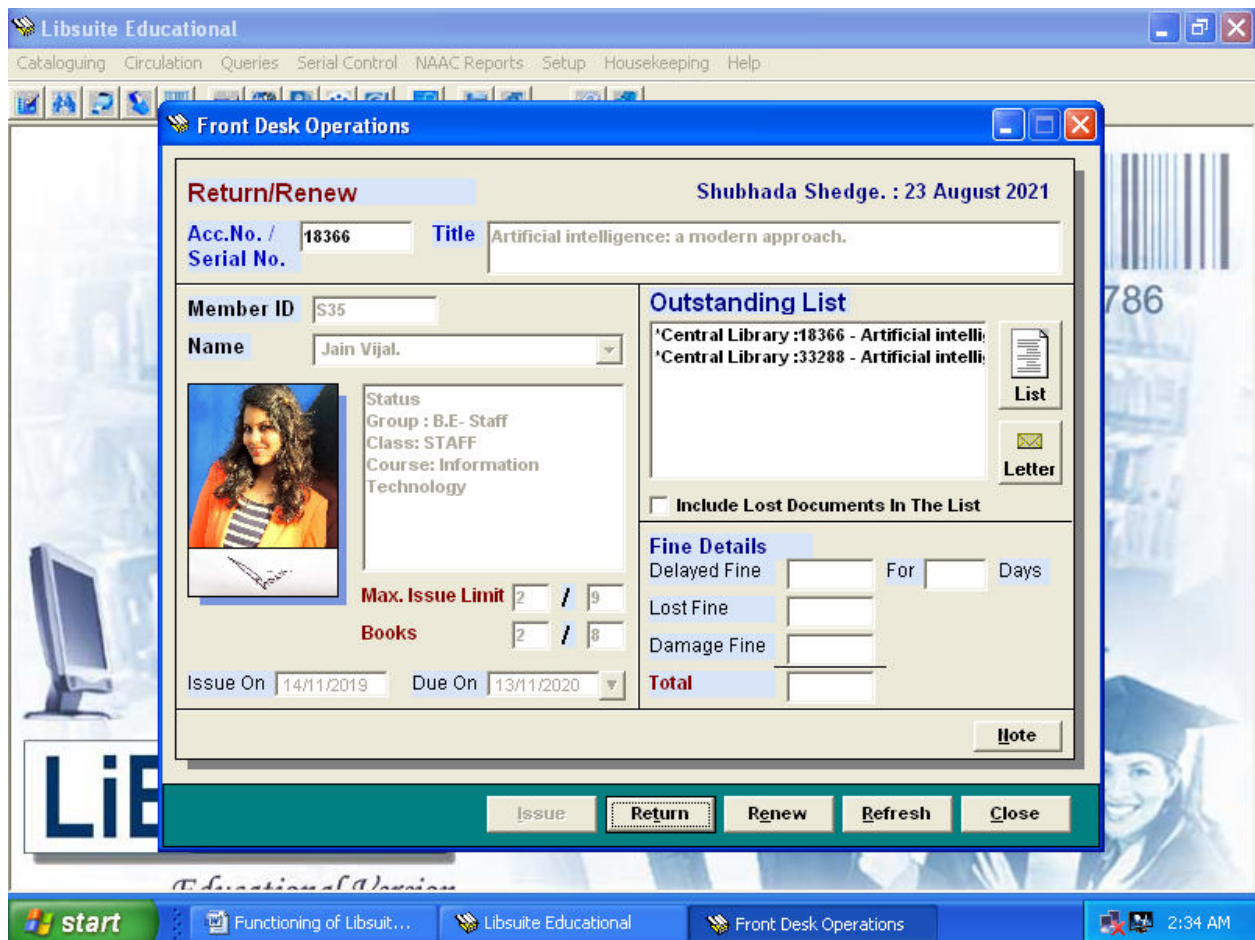 Libsuite Educational
Cataloguing Circulation Queries Serial Control NAAC Reports Setup Housekeeping Help
Front Desk Operations
Return/Renew
Shubhada Shedge. : 23 August 2021
Acc.No. / Serial No.
18366
Title
Artificial intelligence: a modern approach.
Member ID
S35
Name
Jain Vijal.
Status
Group : B.E- Staff
Class: STAFF
Course: Information
Technology
Max. Issue Limit 2 / 9
Books 2 / 8
Issue On 14/11/2019 Due On 13/11/2020
Outstanding List
*Central Library :18366 - Artificial intelli
*Central Library :33288 - Artificial intelli
List
Letter
Include Lost Documents In The List
Fine Details
Delayed Fine For Days
Lost Fine
Damage Fine
Total
Note
Issue Return Renew Refresh Close
786
LiB
Educational Version
start Functioning of Libsuit... Libsuite Educational Front Desk Operations 2:34 AM